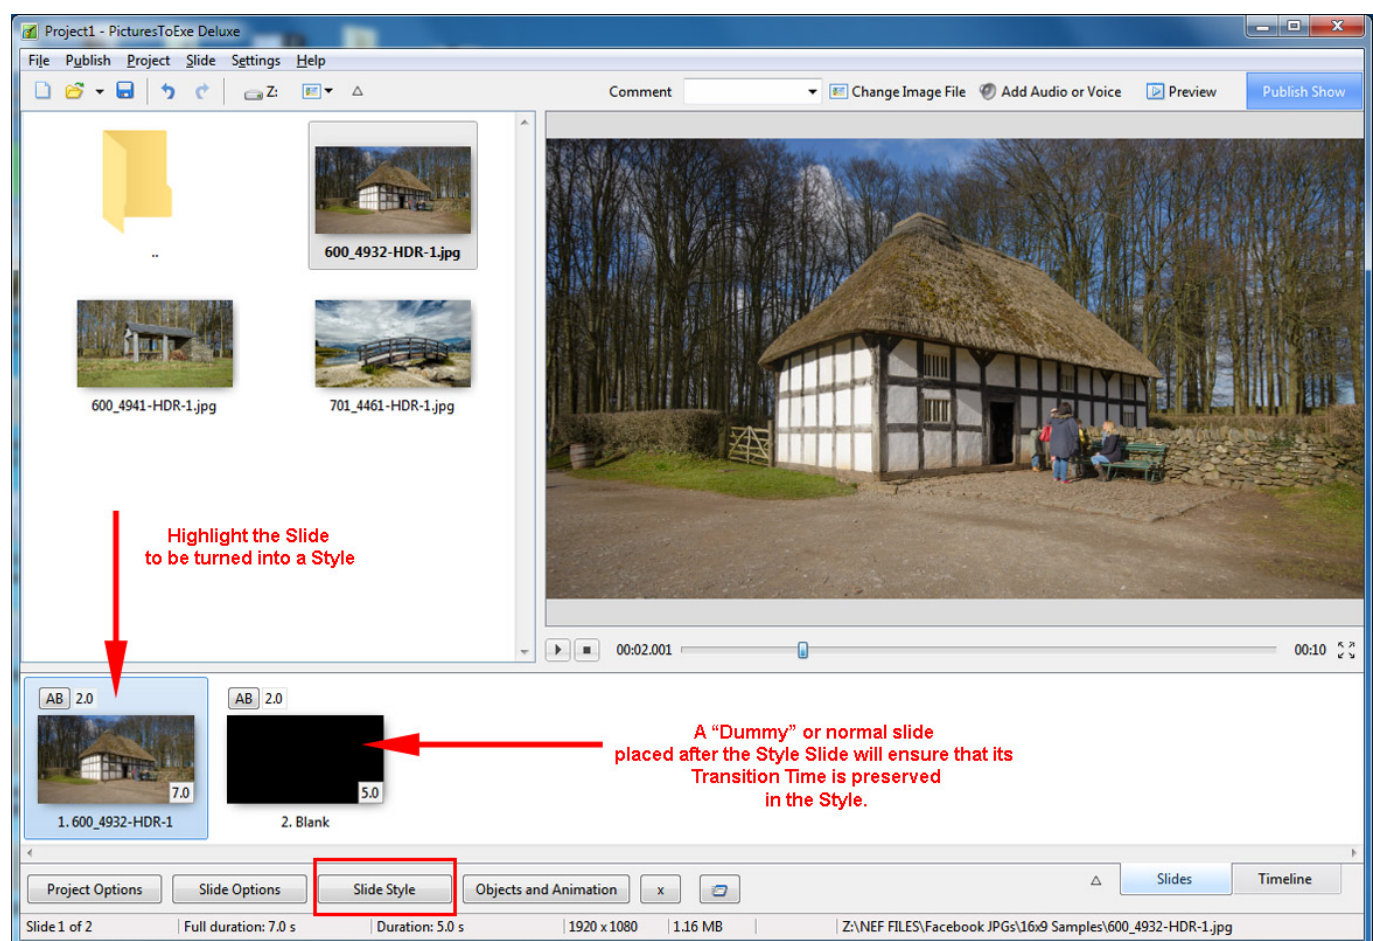 Project1 - PicturesToExe Deluxe
File Publish Project Slide Settings Help
Z: Comment Change Image File Add Audio or Voice Preview Publish Show
..
600_4932-HDR-1.jpg
600_4941-HDR-1.jpg
701_4461-HDR-1.jpg
Highlight the Slide
to be turned into a Style
00:02.001 00:10
AB 2.0
7.0
1. 600_4932-HDR-1
AB 2.0
5.0
2. Blank
A “Dummy” or normal slide
placed after the Style Slide will ensure that its
Transition Time is preserved
in the Style.
Project Options Slide Options Slide Style Objects and Animation x Slides Timeline
Slide 1 of 2 Full duration: 7.0 s Duration: 5.0 s 1920 x 1080 1.16 MB Z:\NEF FILES\Facebook JPGs\16x9 Samples\600_4932-HDR-1.jpg